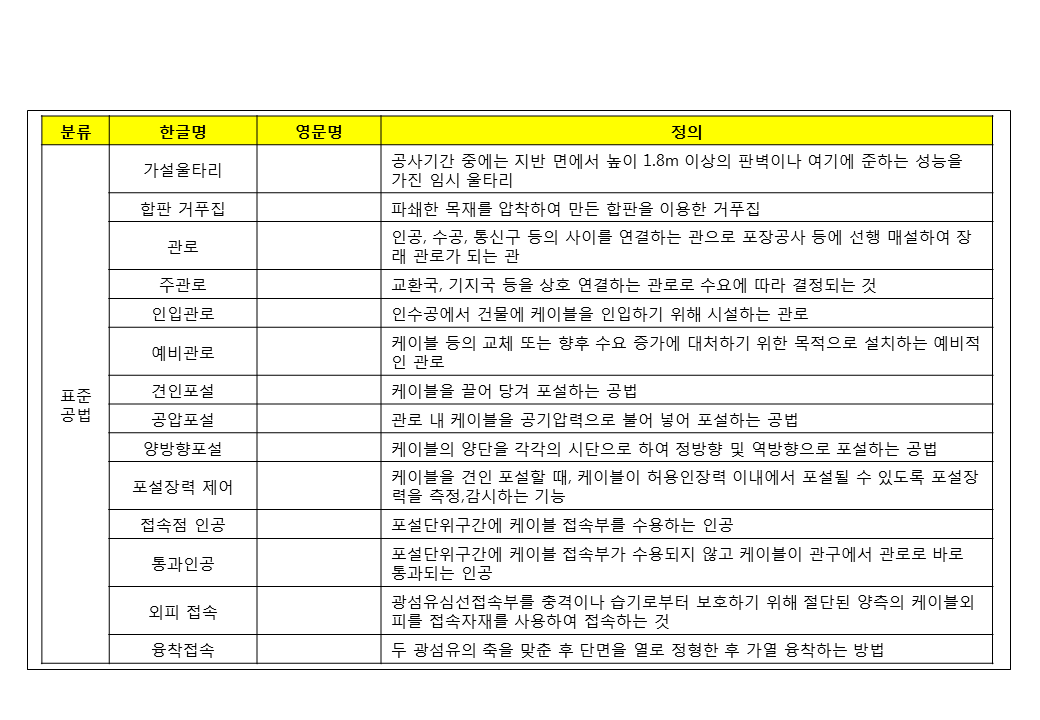 분류 한글명 영문명 정의
가설울타리 공사기간 중에는 지반 면에서 높이 1.8m 이상의 판벽이나 여기에 준하는 성능을
가진 임시 울타리
합판 거푸집 파쇄한 목재를 압착하여 만든 합판을 이용한 거푸집
관로 인공, 수공, 통신구 등의 사이를 연결하는 관으로 포장공사 등에 선행 매설하여 장
래 관로가 되는 관
주관로 교환국, 기지국 등을 상호 연결하는 관로로 수요에 따라 결정되는 것
인입관로 인수공에서 건물에 케이블을 인입하기 위해 시설하는 관로
예비관로 케이블 등의 교체 또는 향후 수요 증가에 대처하기 위한 목적으로 설치하는 예비적
인 관로
표준
공법
견인포설 케이블을 끌어 당겨 포설하는 공법
공압포설 관로 내 케이블을 공기압력으로 불어 넣어 포설하는 공법
양방향포설 케이블의 양단을 각각의 시단으로 하여 정방향 및 역방향으로 포설하는 공법
포설장력 제어 케이블을 견인 포설할 때, 케이블이 허용인장력 이내에서 포설될 수 있도록 포설장
력을 측정,감시하는 기능
접속점 인공 포설단위구간에 케이블 접속부를 수용하는 인공
통과인공 포설단위구간에 케이블 접속부가 수용되지 않고 케이블이 관구에서 관로로 바로
통과되는 인공
외피 접속 광섬유심선접속부를 충격이나 습기로부터 보호하기 위해 절단된 양측의 케이블외
피를 접속자재를 사용하여 접속하는 것
융착접속 두 광섬유의 축을 맞춘 후 단면을 열로 정형한 후 가열 융착하는 방법